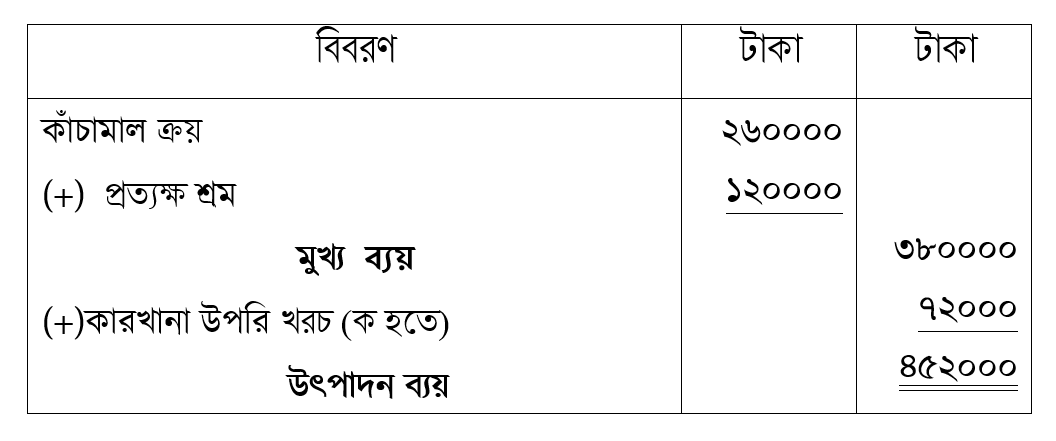 বিবরণ টাকা টাকা
কাঁচামাল ক্রয় ২৬০০০০
(+) প্রত্যক্ষ শ্রম ১২০০০০
মুখ্য ব্যয় ৩৮০০০০
(+)কারখানা উপরি খরচ (ক হতে) ৭২০০০
উৎপাদন ব্যয় ৪৫২০০০